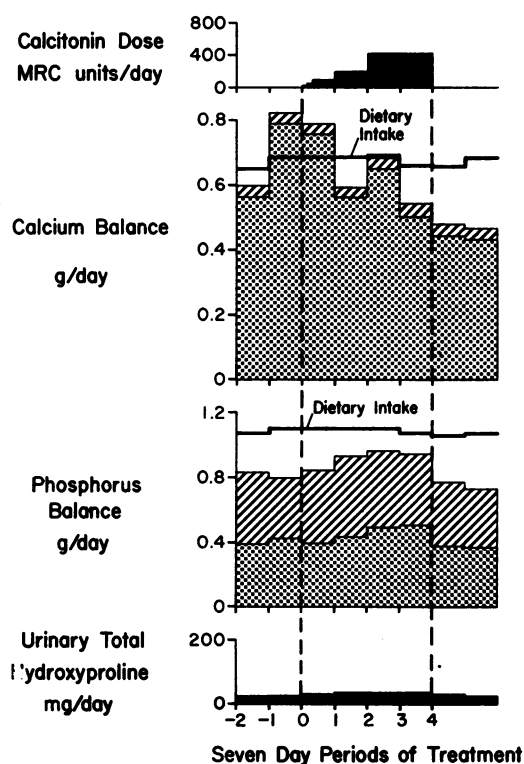 Calcitonin Dose
MRC units/day
800
400
0
Dietary
Intake
0.8
0.6
0.4
0.2
0
Calcium Balance
g/day
Dietary Intake
1.2
0.8
0.4
0
Phosphorus
Balance
g/day
Urinary Total
Hydroxyproline
mg/day
200
0
-2 -1 0 1 2 3 4
Seven Day Periods of Treatment